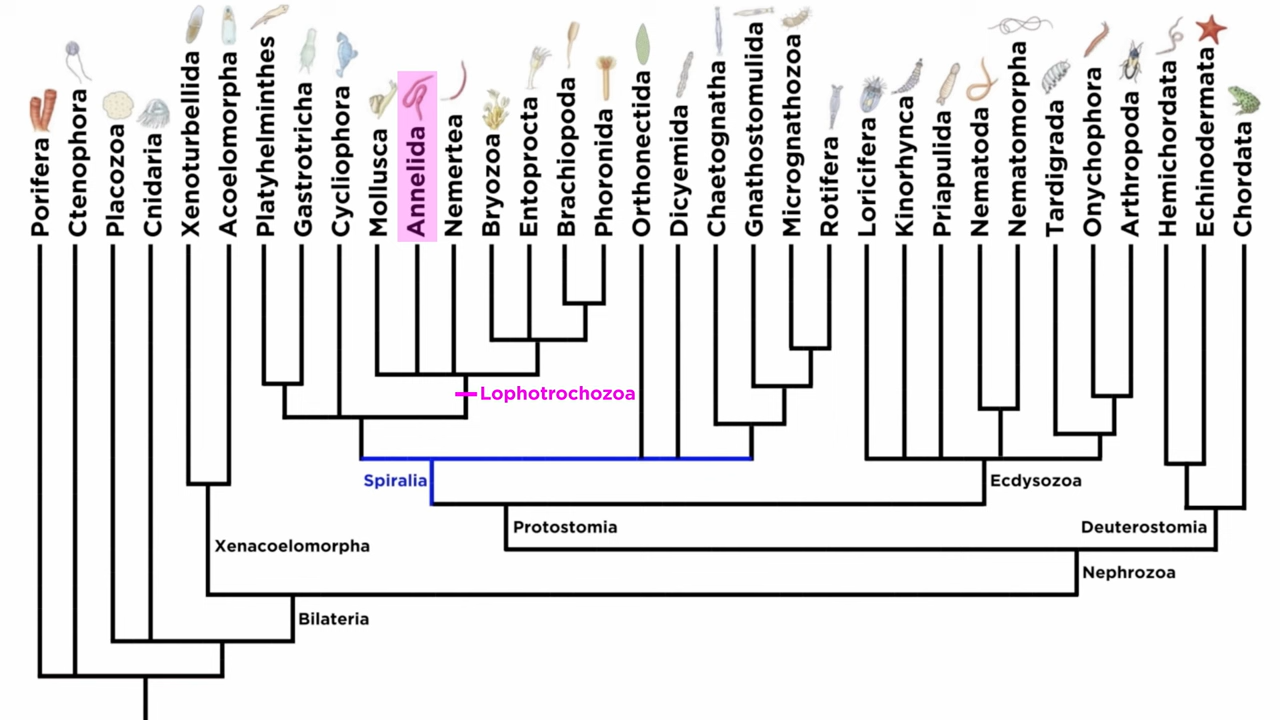 Porifera
Ctenophora
Placozoa
Cnidaria
Xenoturbellida
Acoelomorpha
Platyhelminthes
Gastrotricha
Cycliophora
Mollusca
Annelida
Nemertea
Bryozoa
Entoprocta
Brachiopoda
Phoronida
Orthonectida
Dicyemida
Chaetognatha
Gnathostomulida
Micrognathozoa
Rotifera
Loricifera
Kinorhynca
Priapulida
Nematoda
Nematomorpha
Tardigrada
Onychophora
Arthropoda
Hemichordata
Echinodermata
Chordata
Lophotrochozoa
Spiralia
Ecdysozoa
Protostomia
Deuterostomia
Xenacoelomorpha
Nephrozoa
Bilateria